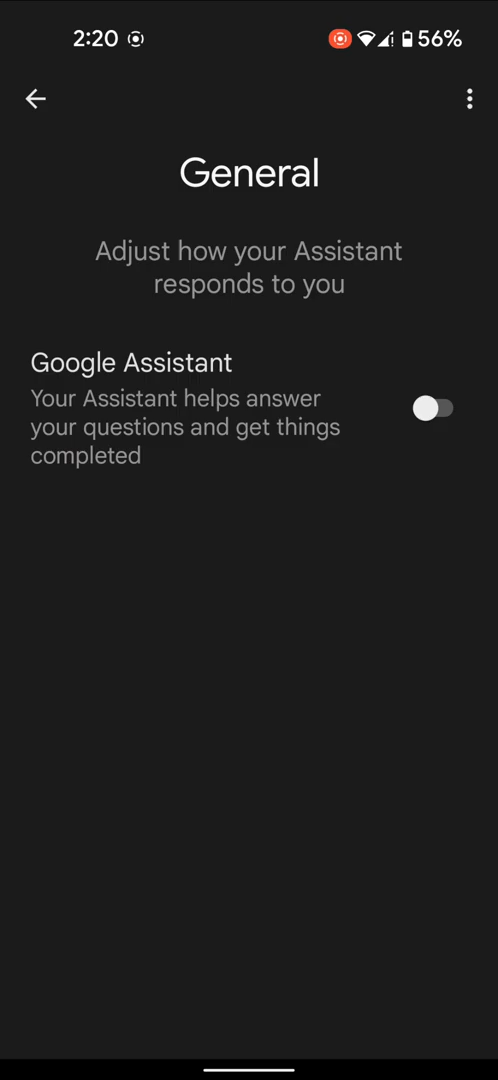 2:20 56%
General
Adjust how your Assistant
responds to you
Google Assistant
Your Assistant helps answer
your questions and get things
completed